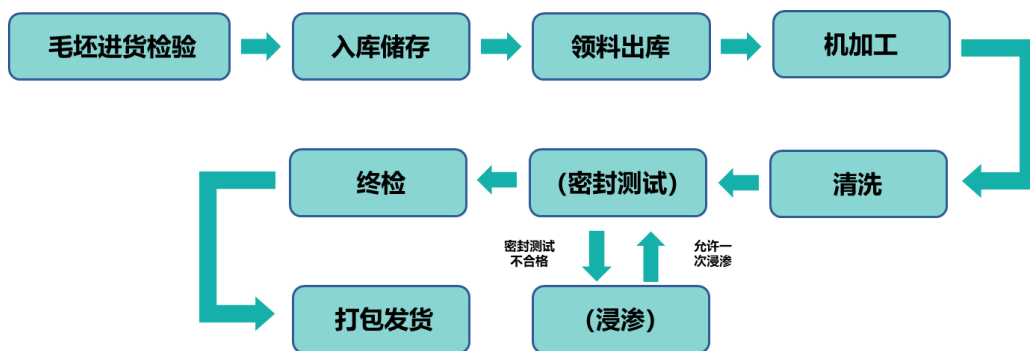 毛坯进货检验
入库储存
领料出库
机加工
清洗
（密封测试）
终检
密封测试
不合格
允许一
次浸渗
打包发货
（浸渗）